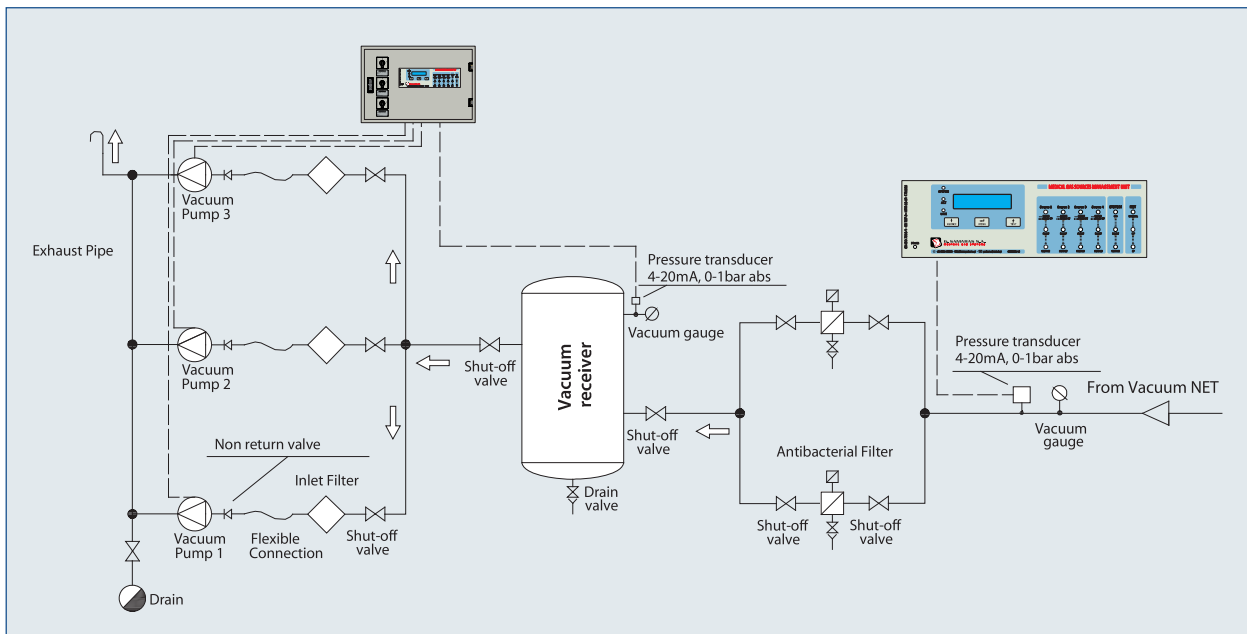 MEDICAL GAS SOURCES MANAGEMENT UNIT
Vacuum
Pump 3
Exhaust Pipe
Pressure transducer
4-20mA, 0-1bar abs
Vacuum gauge
Vacuum
Pump 2
Shut-off
valve
Vacuum
receiver
Pressure transducer
4-20mA, 0-1bar abs
From Vacuum NET
Vacuum
gauge
Shut-off
valve
Non return valve
Inlet Filter
Antibacterial Filter
Drain
valve
Vacuum
Pump 1
Flexible
Connection
Shut-off
valve
Shut-off
valve
Shut-off
valve
Drain